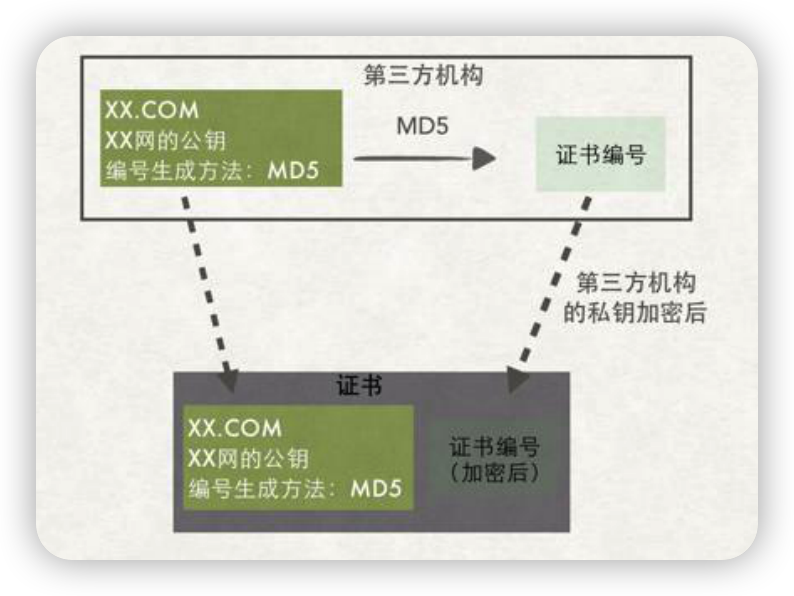 第三方机构
XX.COM
XX网的公钥
编号生成方法：MD5
MD5
证书编号
第三方机构
的私钥加密后
证书
XX.COM
XX网的公钥
编号生成方法：MD5
证书编号
（加密后）